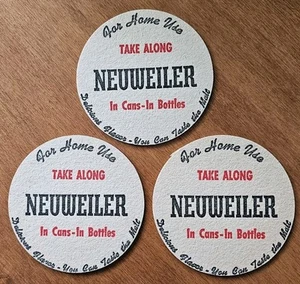 For Home Use
TAKE ALONG
NEUWEILER
In Cans-In Bottles
Delicious Flavor - You Can Taste the Malt
For Home Use
TAKE ALONG
NEUWEILER
In Cans-In Bottles
Delicious Flavor - You Can Taste the Malt
For Home Use
TAKE ALONG
NEUWEILER
In Cans-In Bottles
Delicious Flavor - You Can Taste the Malt